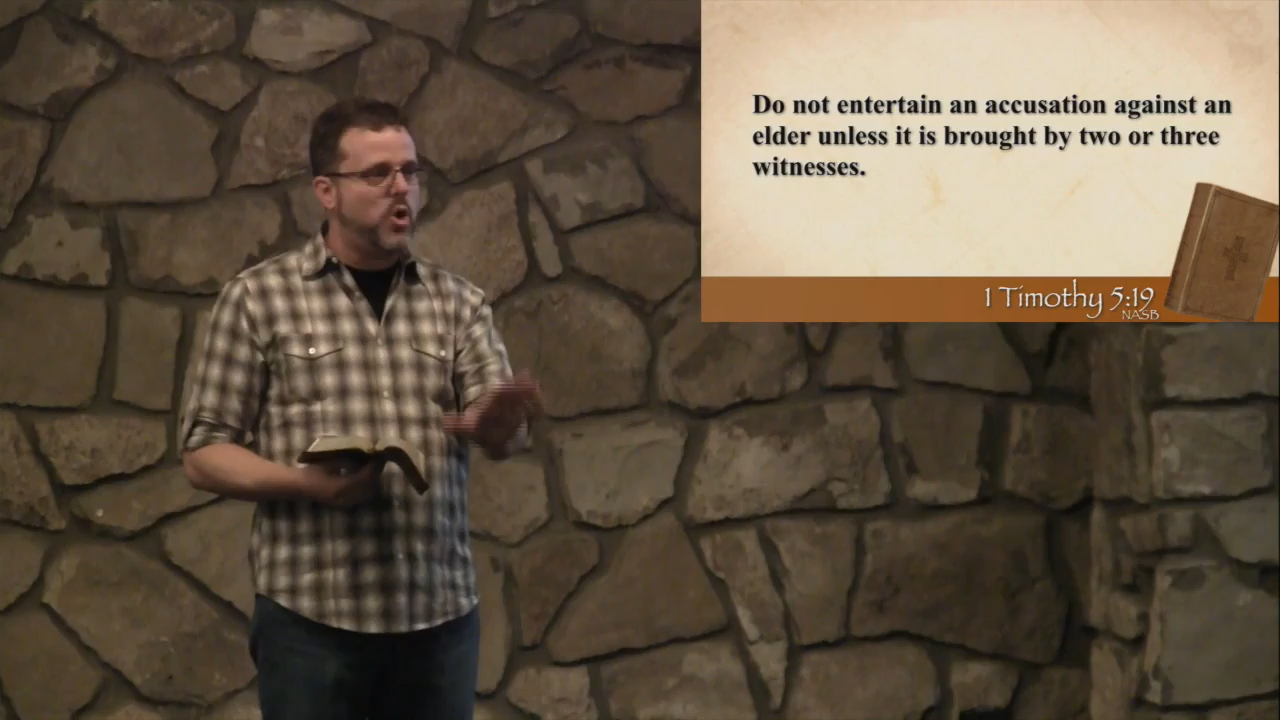 Do not entertain an accusation against an
elder unless it is brought by two or three
witnesses.
1 Timothy 5:19
NASB